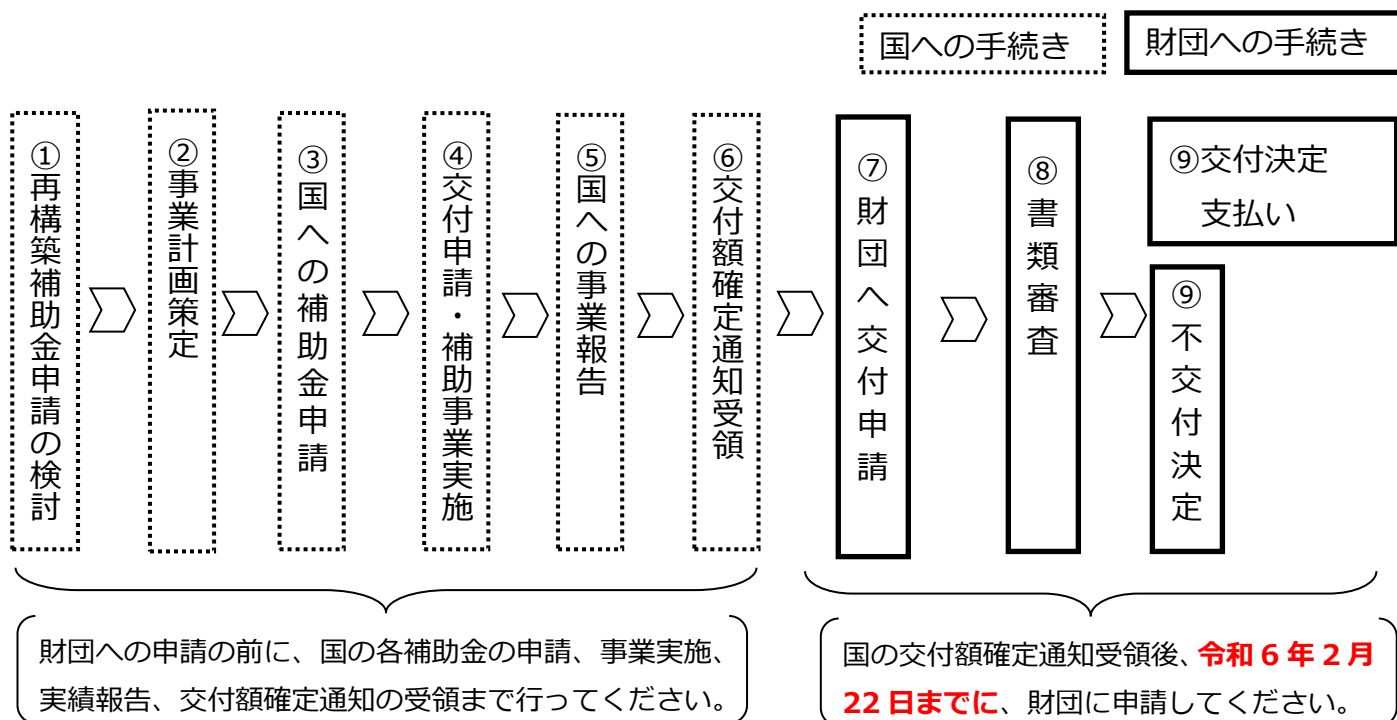 国への手続き
財団への手続き
①再構築補助金申請の検討
②事業計画策定
③国への補助金申請
④交付申請・補助事業実施
⑤国への事業報告
⑥交付額確定通知受領
⑦財団へ交付申請
⑧書類審査
⑨交付決定
支払い
⑨不交付決定
財団への申請の前に、国の各補助金の申請、事業実施、
実績報告、交付額確定通知の受領まで行ってください。
国の交付額確定通知受領後、令和 6 年 2 月
22 日までに、財団に申請してください。